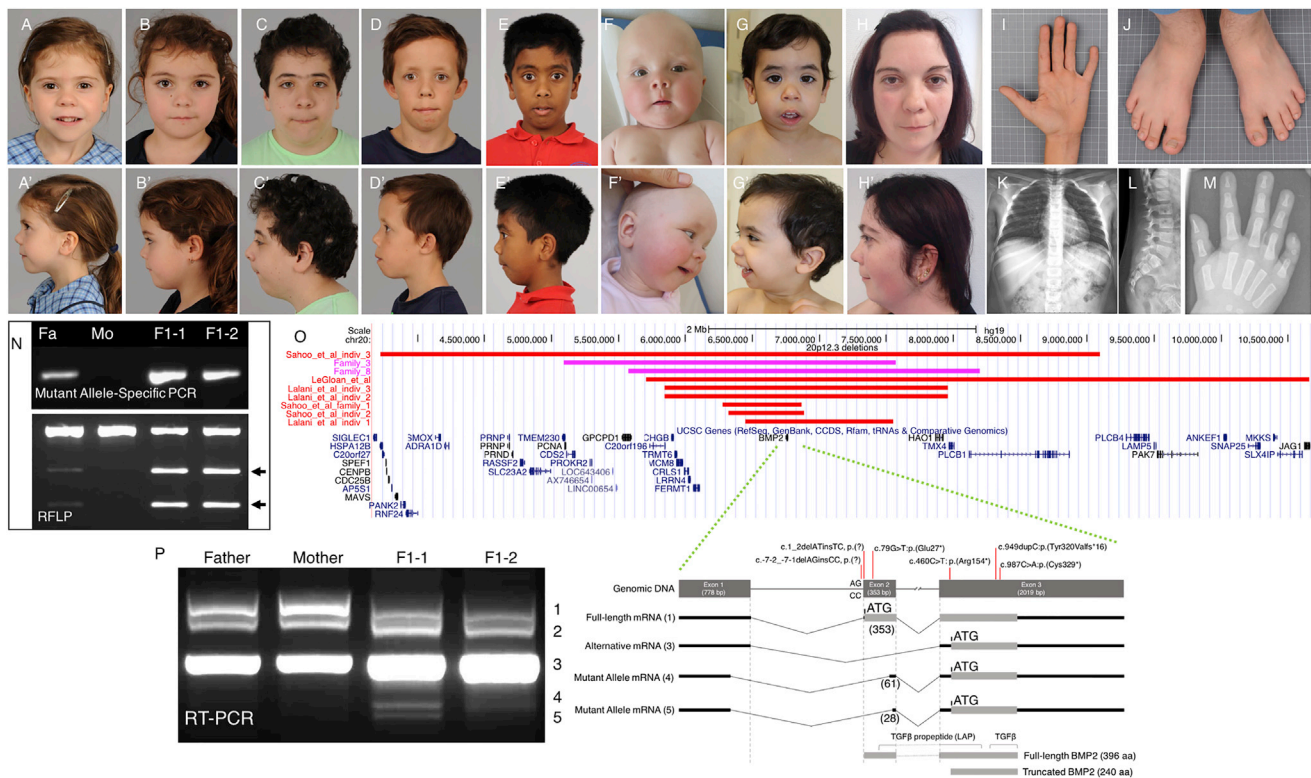 A B C D E F G H I J
A' B' C' D' E' F' G' H' K L M
N
Fa Mo F1-1 F1-2
Mutant Allele-Specific PCR
RFLP
O
Scale 2 Mb hg19
chr20: 4,500,000 5,000,000 5,500,000 6,000,000 6,500,000 7,000,000 7,500,000 8,000,000 8,500,000 9,000,000 9,500,000 10,000,000 10,500,000
20p12.3 deletions
Sahoo_et_al_indiv_3
Family_3
Family_8
LeGloan_et_al
Lalani_et_al_indiv_3
Lalani_et_al_indiv_2
Sahoo_et_al_family_1
Sahoo_et_al_indiv_2
Lalani_et_al_indiv_1
UCSC Genes (RefSeq, GenBank, CCDS, Rfam, tRNAs & Comparative Genomics)
SIGLEC1 SMOX PRNP TMEM230 GPCPD1 CHGB BMP2 HAO1 PLCB4 ANKEF1 MKKS
HSPA12B ADRA1D PRNP PCNA C20orf196 TMX4 LAMP5 SNAP25 JAG1
C20orf27 PRND CDS2 TRMT6 PLCB1 PAK7 SLX4IP
SPEF1 RASSF2 PROKR2 MCM8
CENPB SLC23A2 LOC643406 CRLS1
CDC25B AX746654 LRRN4
AP5S1 LINC00654 FERMT1
MAVS
PANK2
RNF24
P
Father Mother F1-1 F1-2
1
2
3
4
5
RT-PCR
c.1_2delATinsTC, p.(?) c.79G>T:p.(Glu27*) c.949dupC:p.(Tyr320Valfs*16)
c.-7-2_-7-1delAGinsCC, p.(?) c.460C>T: p.(Arg154*) c.987C>A:p.(Cys329*)
Genomic DNA Exon 1 (778 bp) AG CC Exon 2 (353 bp) Exon 3 (2019 bp)
Full-length mRNA (1) ATG (353)
Alternative mRNA (3) ATG
Mutant Allele mRNA (4) (61) ATG
Mutant Allele mRNA (5) (28) ATG
TGFβ propeptide (LAP) TGFβ
Full-length BMP2 (396 aa)
Truncated BMP2 (240 aa)